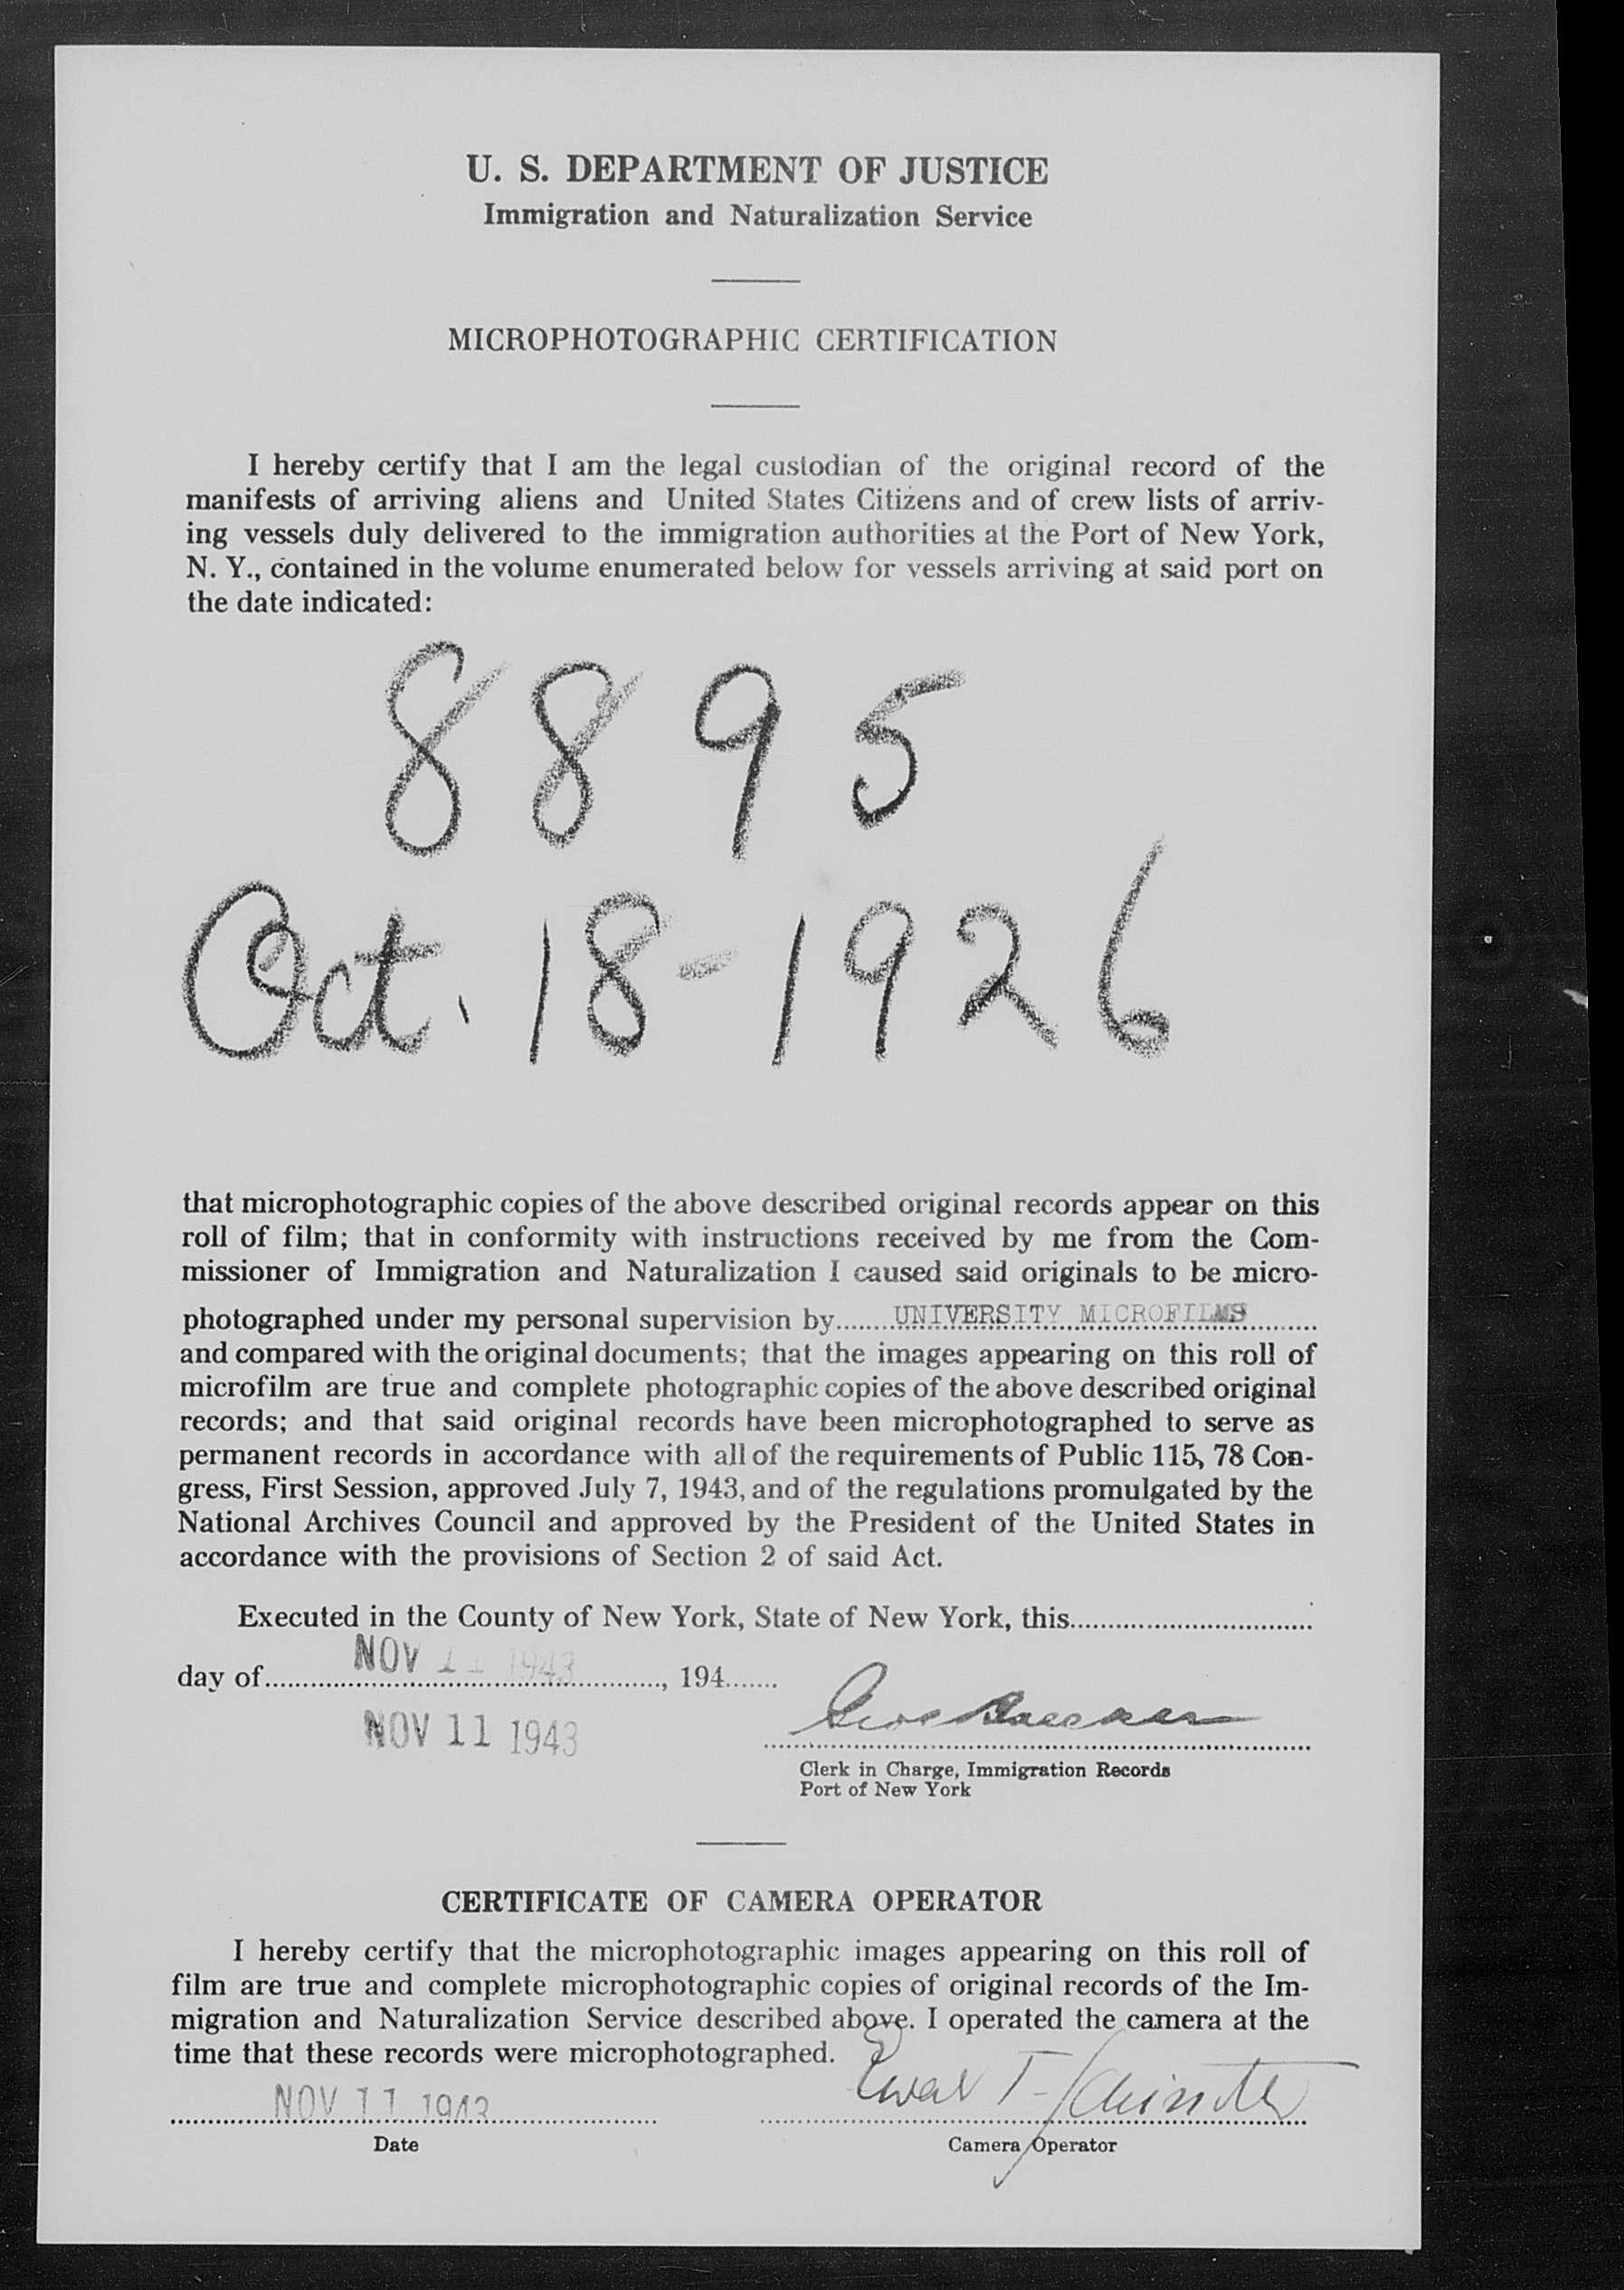 U. S. DEPARTMENT OF JUSTICE
Immigration and Naturalization Service
MICROPHOTOGRAPHIC CERTIFICATION
I hereby certify that I am the legal custodian of the original record of the
manifests of arriving aliens and United States Citizens and of crew lists of arriv-
ing vessels duly delivered to the immigration authorities at the Port of New York,
N. Y., contained in the volume enumerated below for vessels arriving at said port on
the date indicated:
8895
Oct. 18-1926
that microphotographic copies of the above described original records appear on this
roll of film; that in conformity with instructions received by me from the Com-
missioner of Immigration and Naturalization I caused said originals to be micro-
photographed under my personal supervision by........UNIVERSITY MICROFILMS..........
and compared with the original documents; that the images appearing on this roll of
microfilm are true and complete photographic copies of the above described original
records; and that said original records have been microphotographed to serve as
permanent records in accordance with all of the requirements of Public 115, 78 Con-
gress, First Session, approved July 7, 1943, and of the regulations promulgated by the
National Archives Council and approved by the President of the United States in
accordance with the provisions of Section 2 of said Act.
Executed in the County of New York, State of New York, this................................
day of NOV 11 1943, 194.......
NOV 11 1943
Clerk in Charge, Immigration Records
Port of New York
CERTIFICATE OF CAMERA OPERATOR
I hereby certify that the microphotographic images appearing on this roll of
film are true and complete microphotographic copies of original records of the Im-
migration and Naturalization Service described above. I operated the camera at the
time that these records were microphotographed.
NOV 11 1943
Date
Camera Operator